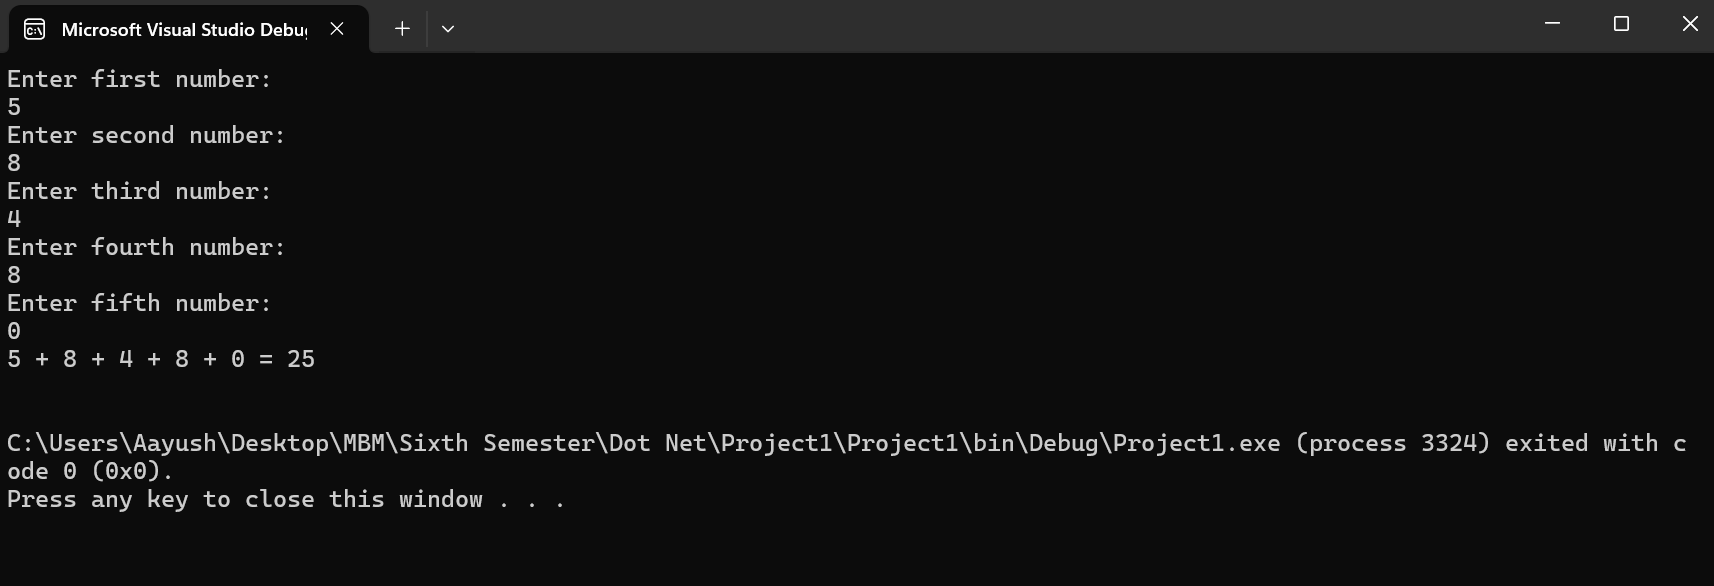 Microsoft Visual Studio Debu
Enter first number:
5
Enter second number:
8
Enter third number:
4
Enter fourth number:
8
Enter fifth number:
0
5 + 8 + 4 + 8 + 0 = 25
C:\Users\Aayush\Desktop\MBM\Sixth Semester\Dot Net\Project1\Project1\bin\Debug\Project1.exe (process 3324) exited with c
ode 0 (0x0).
Press any key to close this window . . .